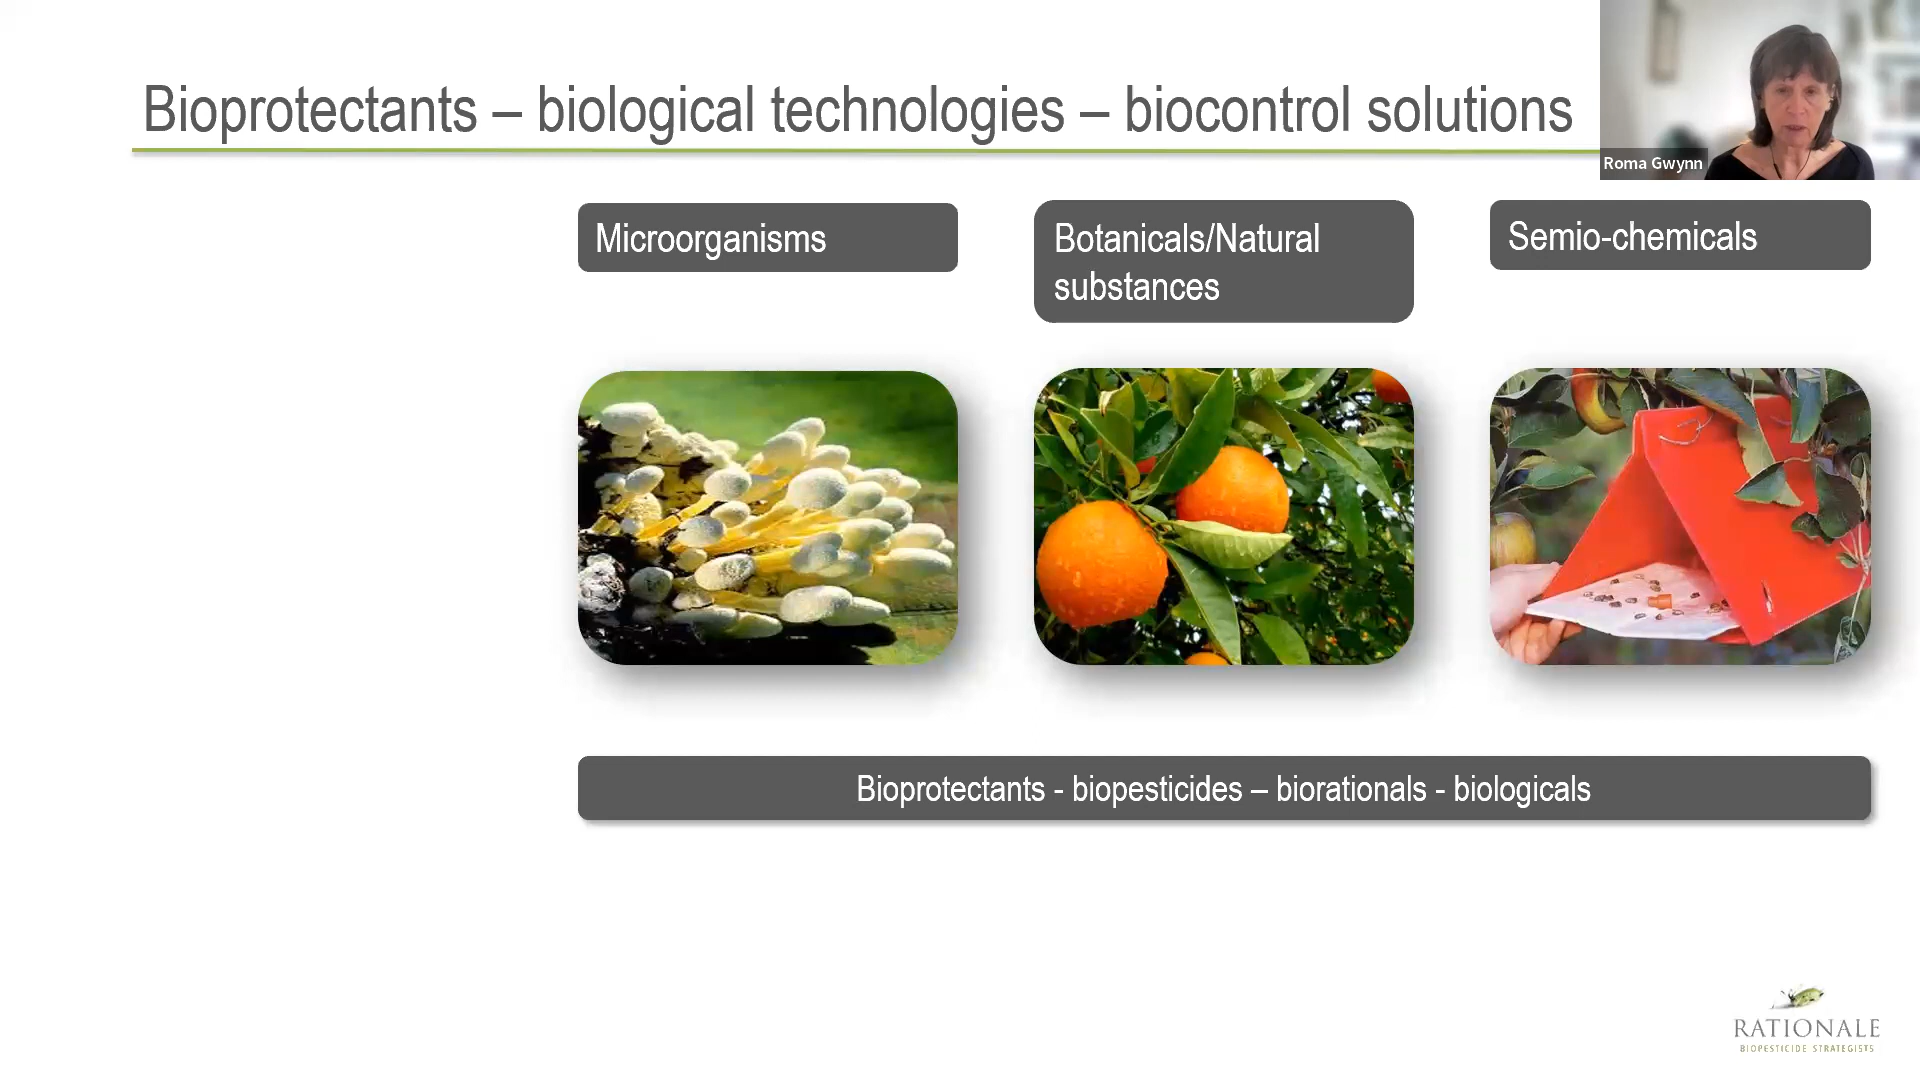 Bioprotectants – biological technologies – biocontrol solutions
Roma Gwynn
Microorganisms
Botanicals/Natural
substances
Semio-chemicals
Bioprotectants - biopesticides – biorationals - biologicals
RATIONALE
BIOPESTICIDE STRATEGISTS